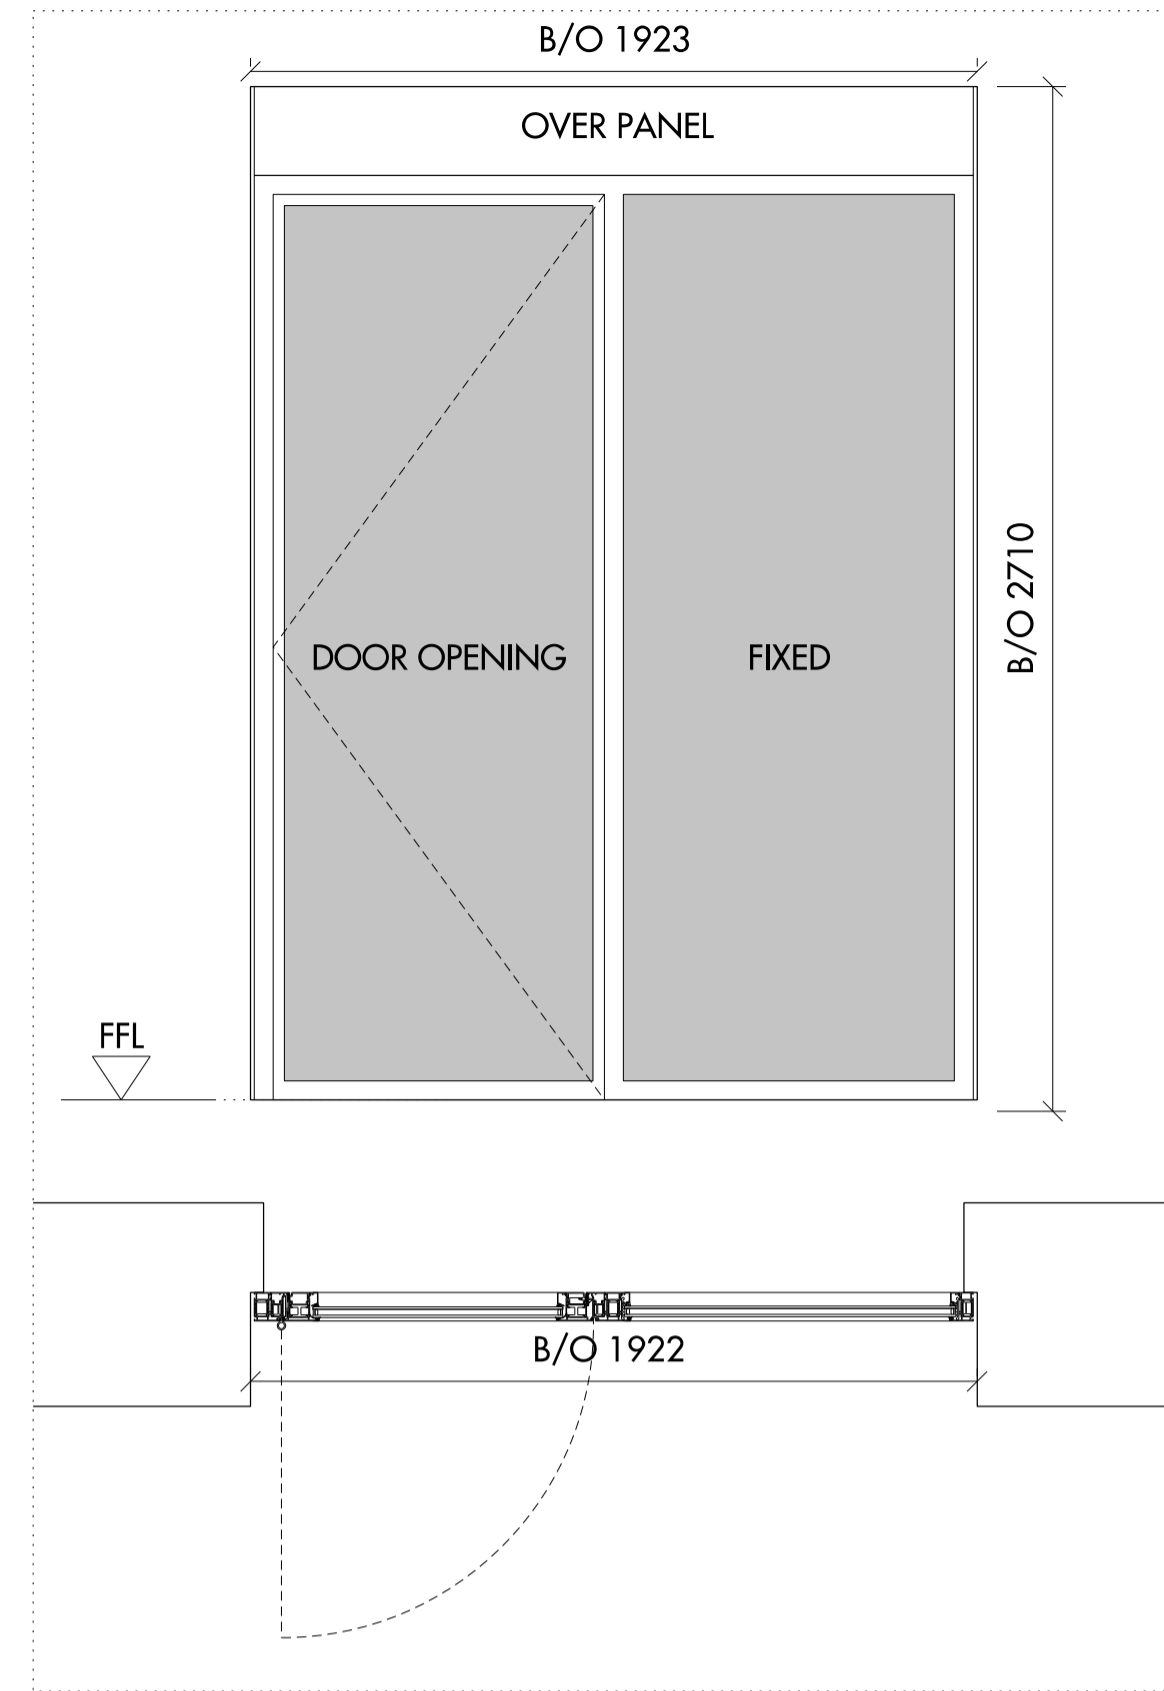 B/O 1923
OVER PANEL
B/O 2710
DOOR OPENING
FIXED
FFL
B/O 1922